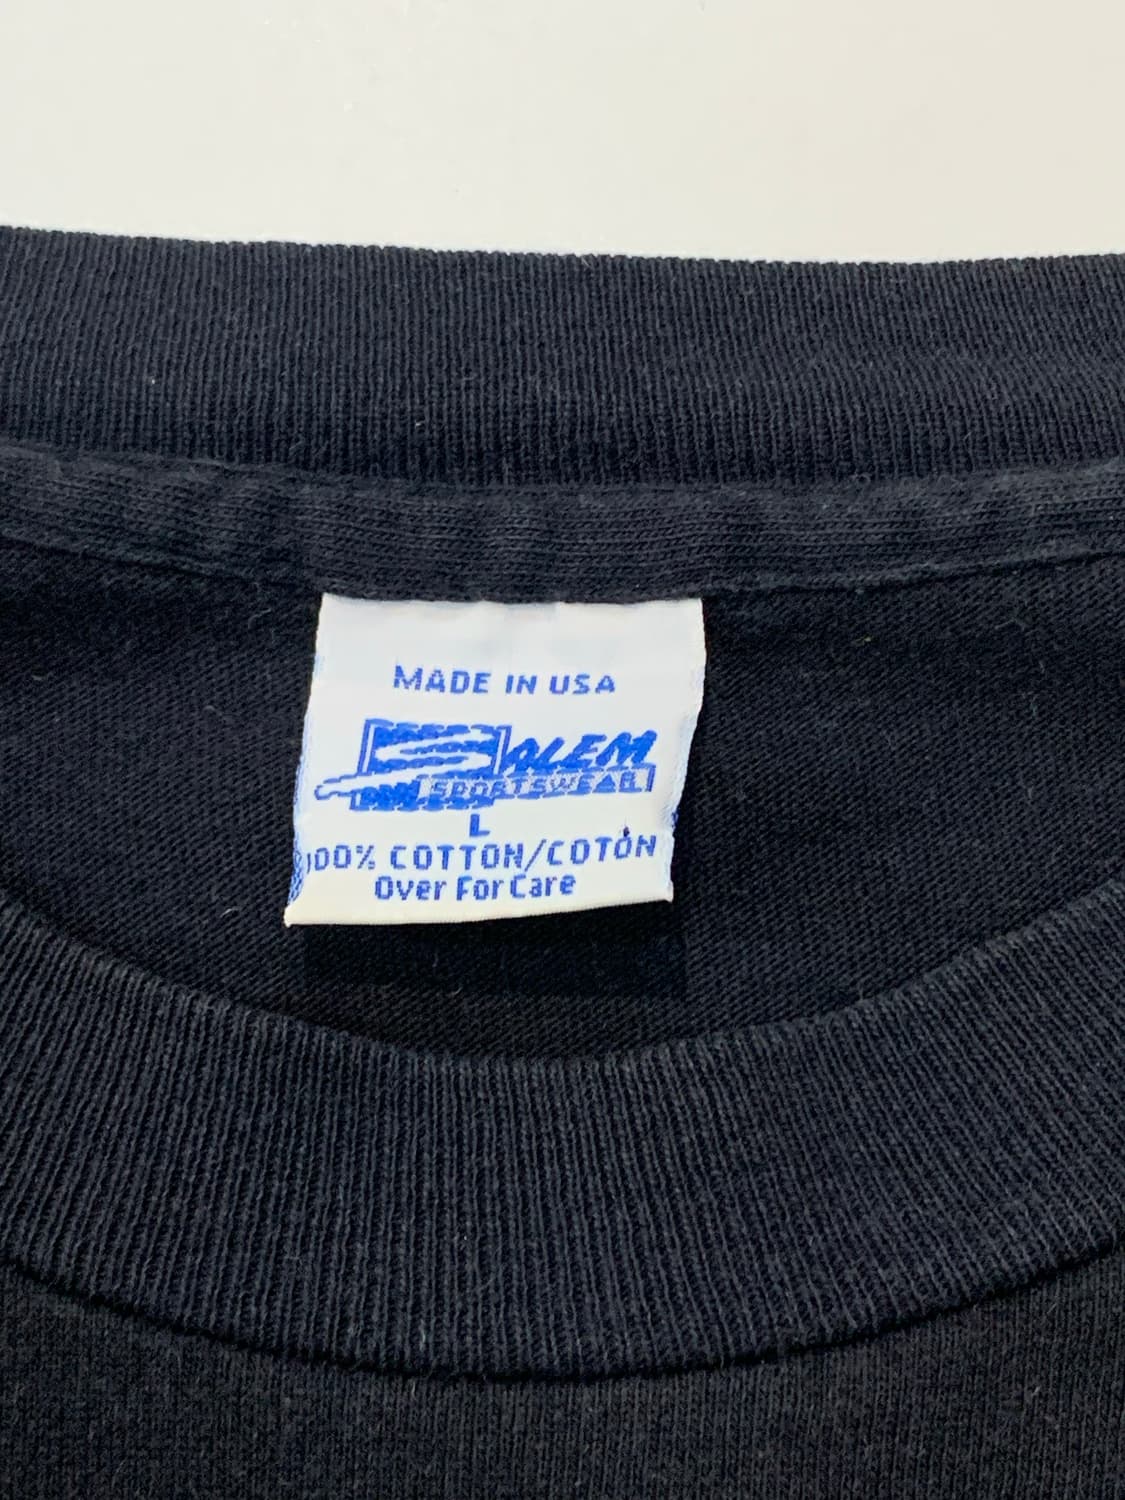 MADE IN USA
SALEM
SPORTSWEAR
L
100% COTTON/COTON
Over For Care